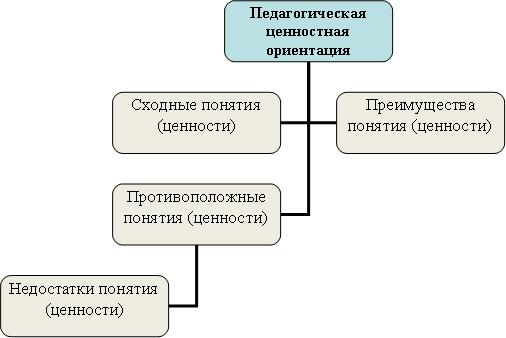 Педагогическая
ценностная
ориентация
Сходные понятия
(ценности)
Преимущества
понятия (ценности)
Противоположные
понятия (ценности)
Недостатки понятия
(ценности)